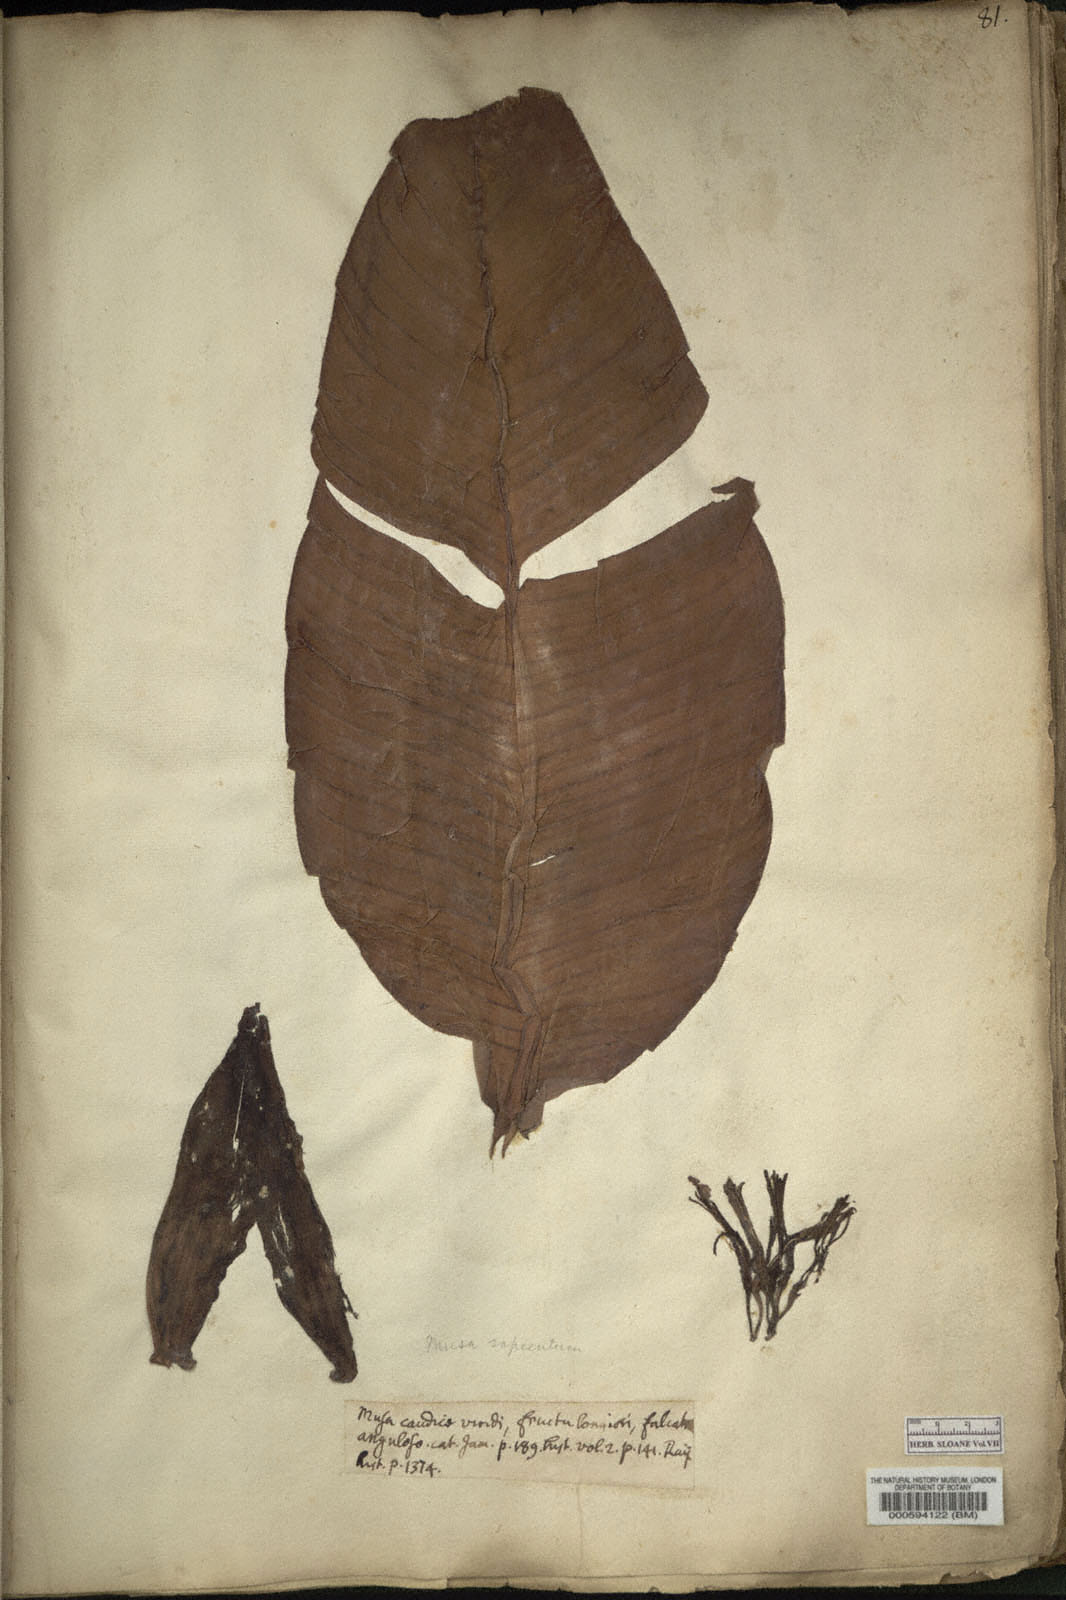 81.
Musa sapientum
Musa caudice viridi, fructu longiori, falcato
anguloso. cat. Jam. p. 189. hist. vol. 2. p. 141. Raij
hist. p. 1374.
HERB. SLOANE Vol. VII
THE NATURAL HISTORY MUSEUM, LONDON
DEPARTMENT OF BOTANY
000594122 (BM)